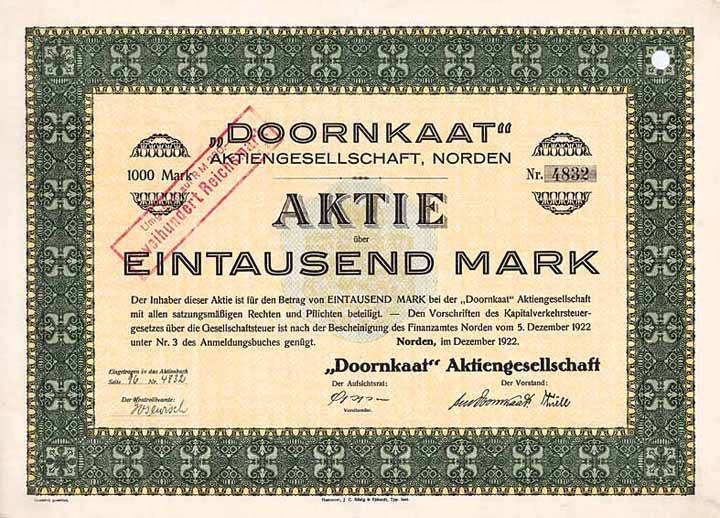 „DOORNKAAT“
AKTIENGESELLSCHAFT, NORDEN
1000 Mark
Nr. 4832
Reichsmark
AKTIE
über
EINTAUSEND MARK
Der Inhaber dieser Aktie ist für den Betrag von EINTAUSEND MARK bei der „Doornkaat“ Aktiengesellschaft
mit allen satzungsmäßigen Rechten und Pflichten beteiligt. — Den Vorschriften des Kapitalverkehrsteuer-
gesetzes über die Gesellschaftsteuer ist nach der Bescheinigung des Finanzamtes Norden vom 5. Dezember 1922
unter Nr. 3 des Anmeldungsbuches genügt. Norden, im Dezember 1922.
„Doornkaat“ Aktiengesellschaft
Eingetragen in das Aktienbuch
Seite 96 Nr. 4832
Der Kontrollbeamte:
Der Aufsichtsrat:
Vorsitzender.
Der Vorstand:
Hannover, J. C. König & Ebhardt,